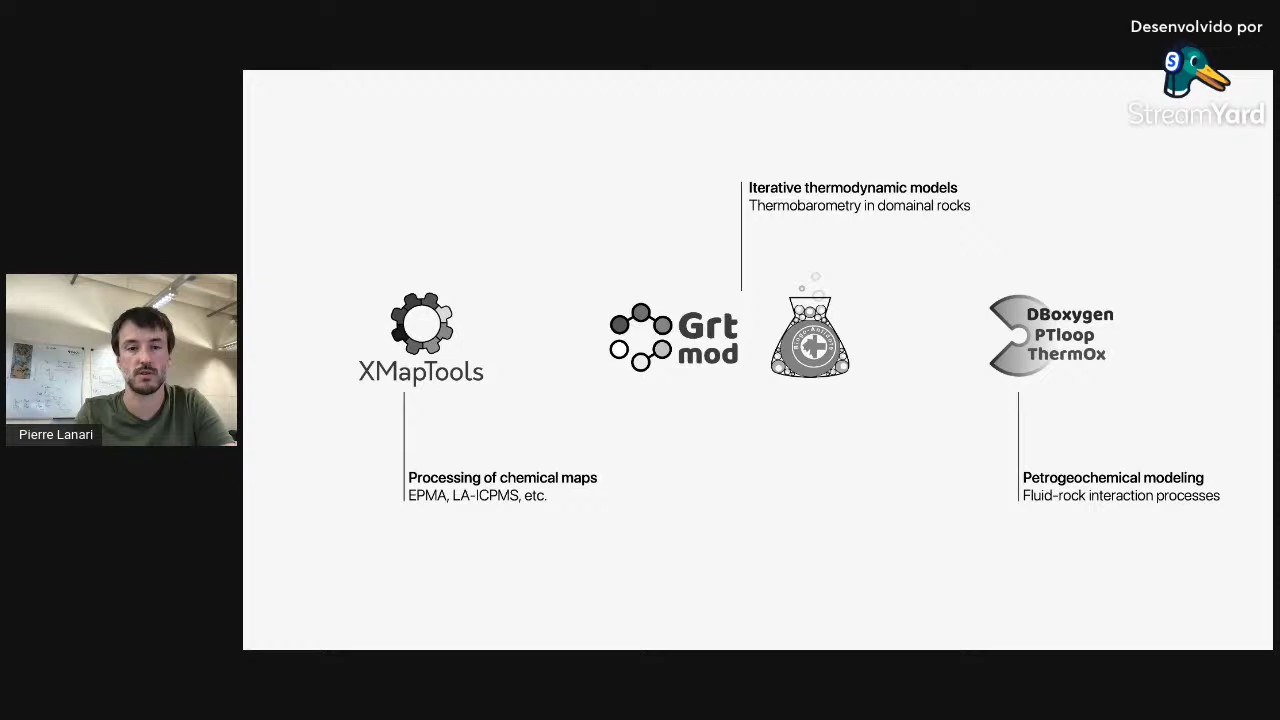 Desenvolvido por
StreamYard
Iterative thermodynamic models
Thermobarometry in domainal rocks
XMapTools
Grt
mod
DBoxygen
PTloop
ThermOx
Pierre Lanari
Processing of chemical maps
EPMA, LA-ICPMS, etc.
Petrogeochemical modeling
Fluid-rock interaction processes